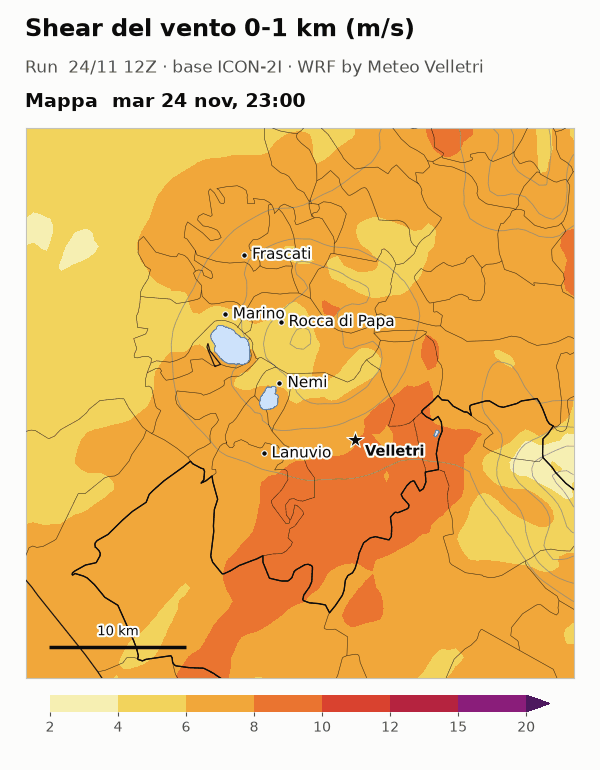 Shear del vento 0-1 km (m/s)
Run 24/11 12Z · base ICON-2I · WRF by Meteo Velletri
Mappa mar 24 nov, 23:00
Frascati
Marino
Rocca di Papa
Nemi
Velletri
Lanuvio
10 km
2 4 6 8 10 12 15 20